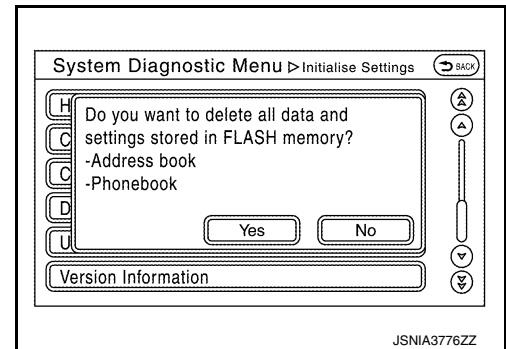 System Diagnostic Menu ▷ Initialise Settings
BACK
H
Do you want to delete all data and
settings stored in FLASH memory?
-Address book
-Phonebook
C
C
D
U
Yes
No
Version Information
JSNIA3776ZZ